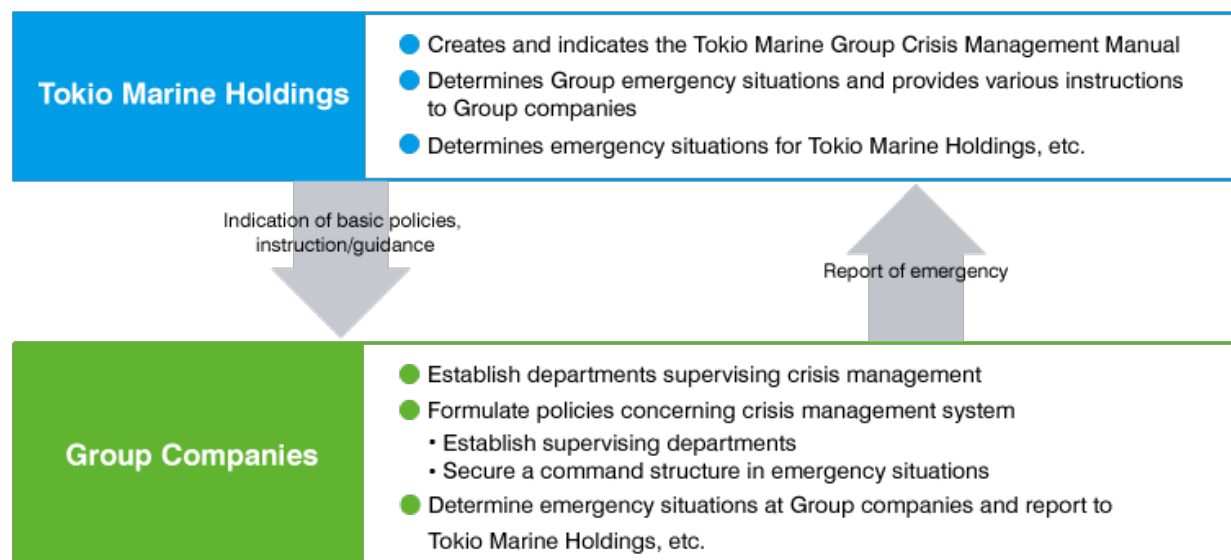 Tokio Marine Holdings
● Creates and indicates the Tokio Marine Group Crisis Management Manual
● Determines Group emergency situations and provides various instructions
to Group companies
● Determines emergency situations for Tokio Marine Holdings, etc.
Indication of basic policies,
instruction/guidance
Report of emergency
Group Companies
● Establish departments supervising crisis management
● Formulate policies concerning crisis management system
• Establish supervising departments
• Secure a command structure in emergency situations
● Determine emergency situations at Group companies and report to
Tokio Marine Holdings, etc.